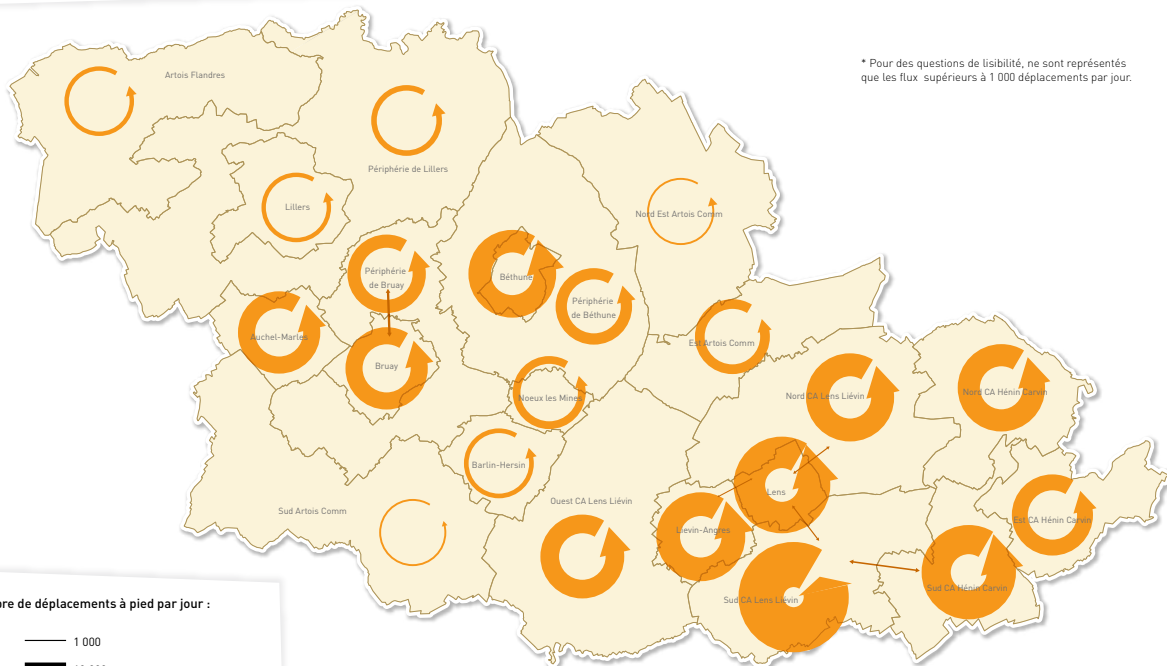 * Pour des questions de lisibilité, ne sont représentés
que les flux supérieurs à 1 000 déplacements par jour.
Artois Flandres
Périphérie de Lillers
Lillers
Nord Est Artois Comm
Périphérie
de Bruay
Béthune
Périphérie
de Béthune
Auchel-Marles
Est Artois Comm
Bruay
Noeux les Mines
Nord CA Lens Liévin
Nord CA Hénin Carvin
Barlin-Hersin
Lens
Ouest CA Lens Liévin
Sud Artois Comm
Est CA Hénin Carvin
Lievin-Angres
Sud CA Hénin Carvin
Sud CA Lens Liévin
de déplacements à pied par jour :
1 000